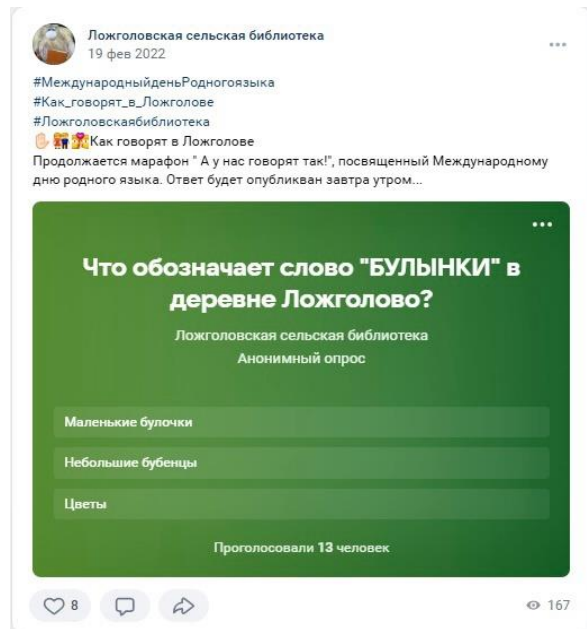 Ложголовская сельская библиотека
19 фев 2022
#МеждународныйденьРодногоязыка
#Как_говорят_в_Ложголове
#Ложголовскаябиблиотека
Как говорят в Ложголове
Продолжается марафон " А у нас говорят так!", посвященный Международному
дню родного языка. Ответ будет опубликван завтра утром...
Что обозначает слово "БУЛЫНКИ" в
деревне Ложголово?
Ложголовская сельская библиотека
Анонимный опрос
Маленькие булочки
Небольшие бубенцы
Цветы
Проголосовали 13 человек
8
167